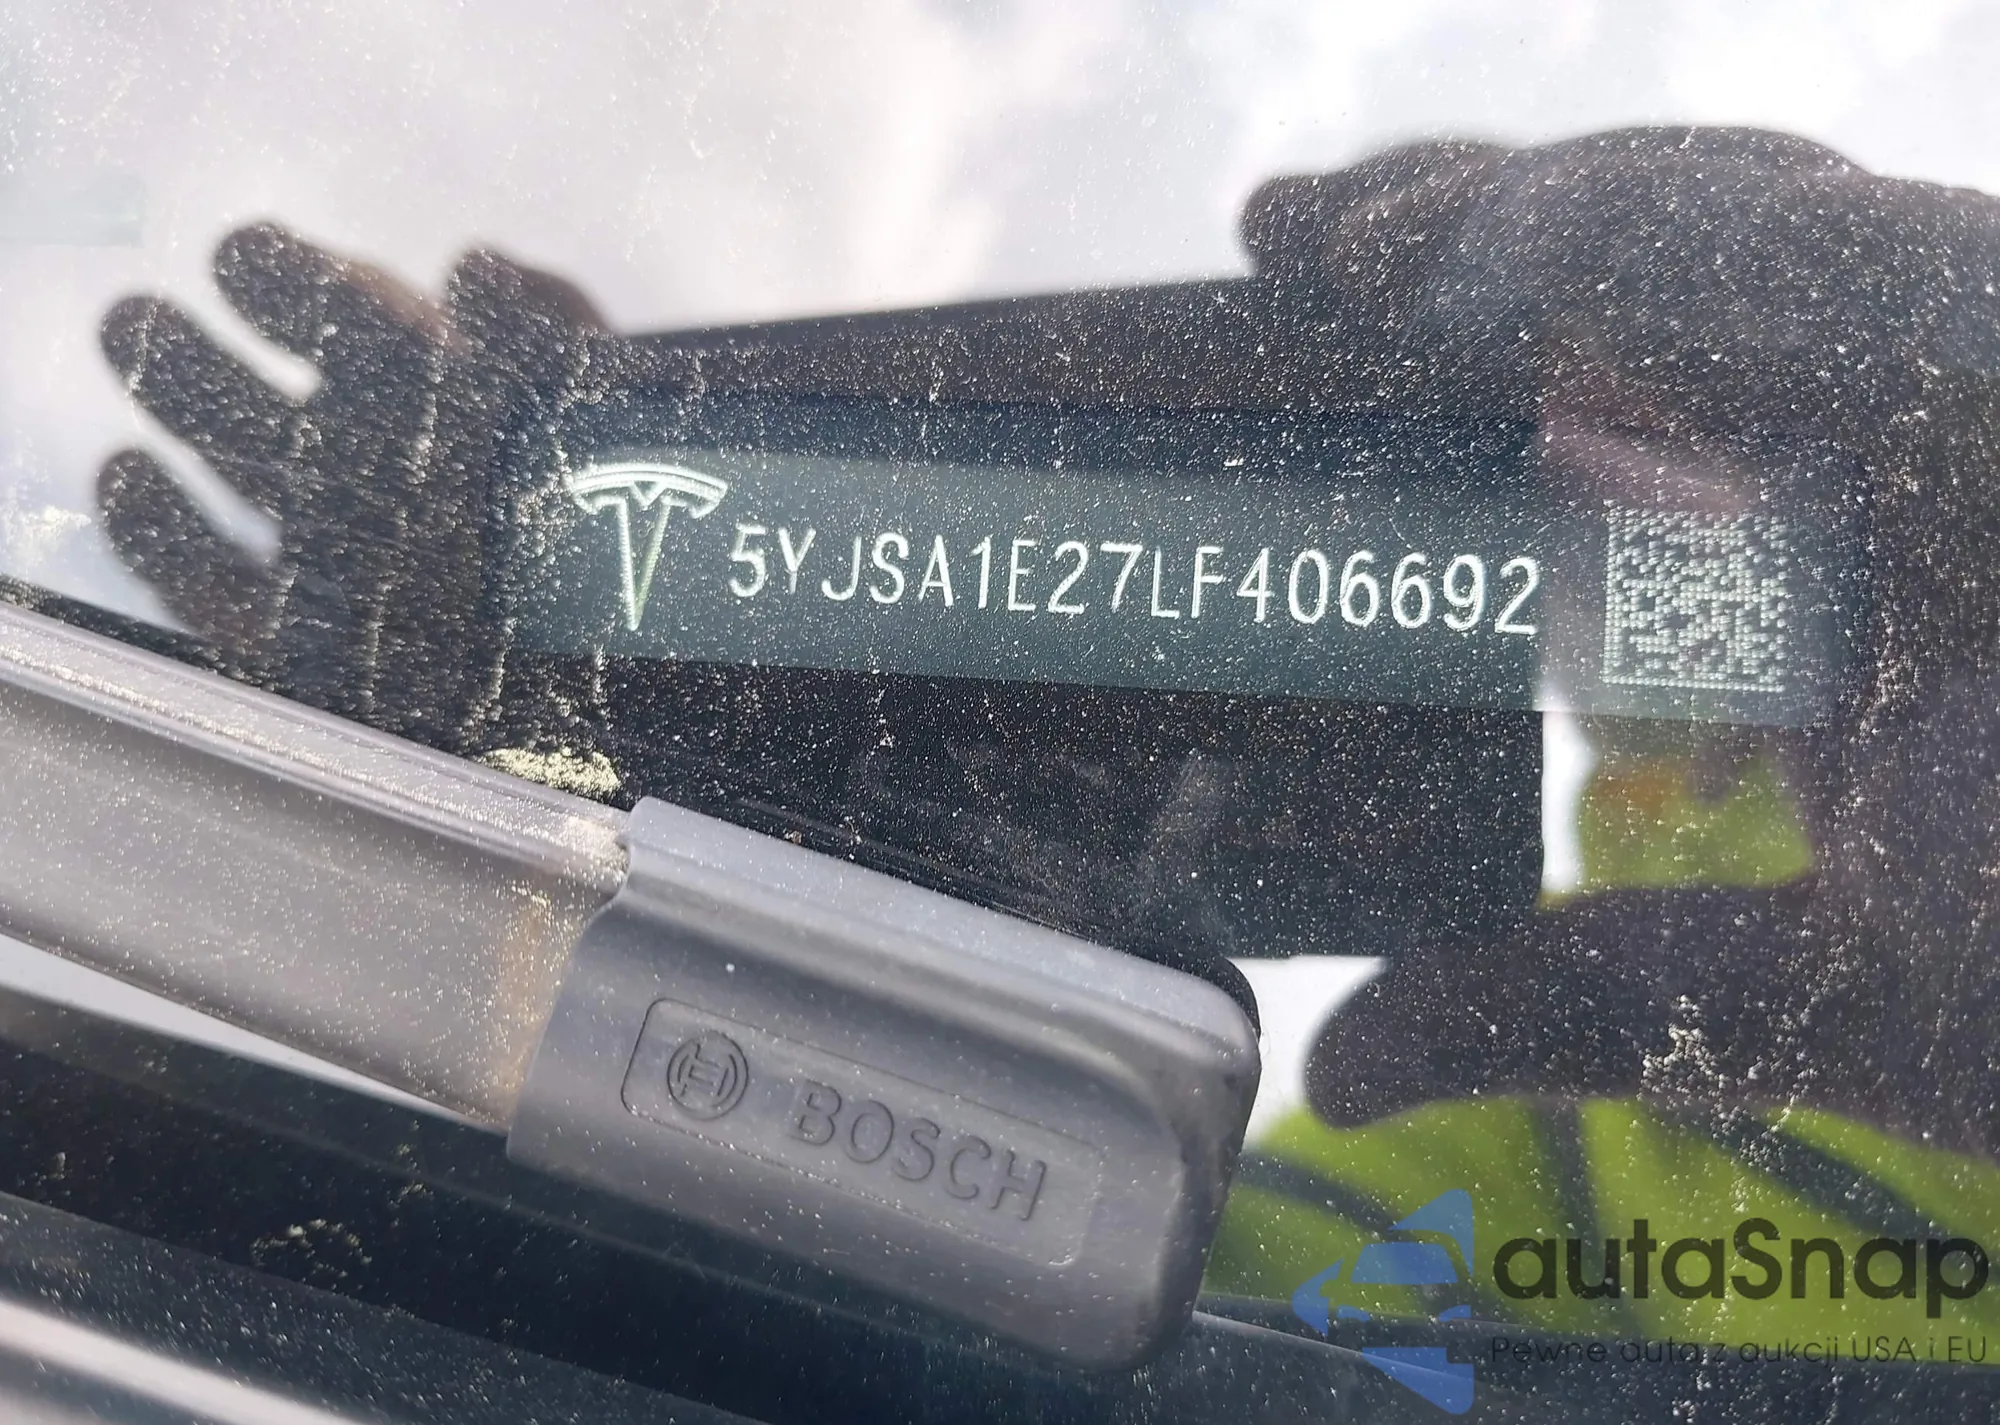 5YJSA1E27LF406692
BOSCH
autaSnap
Pewne auta z aukcji USA i EU